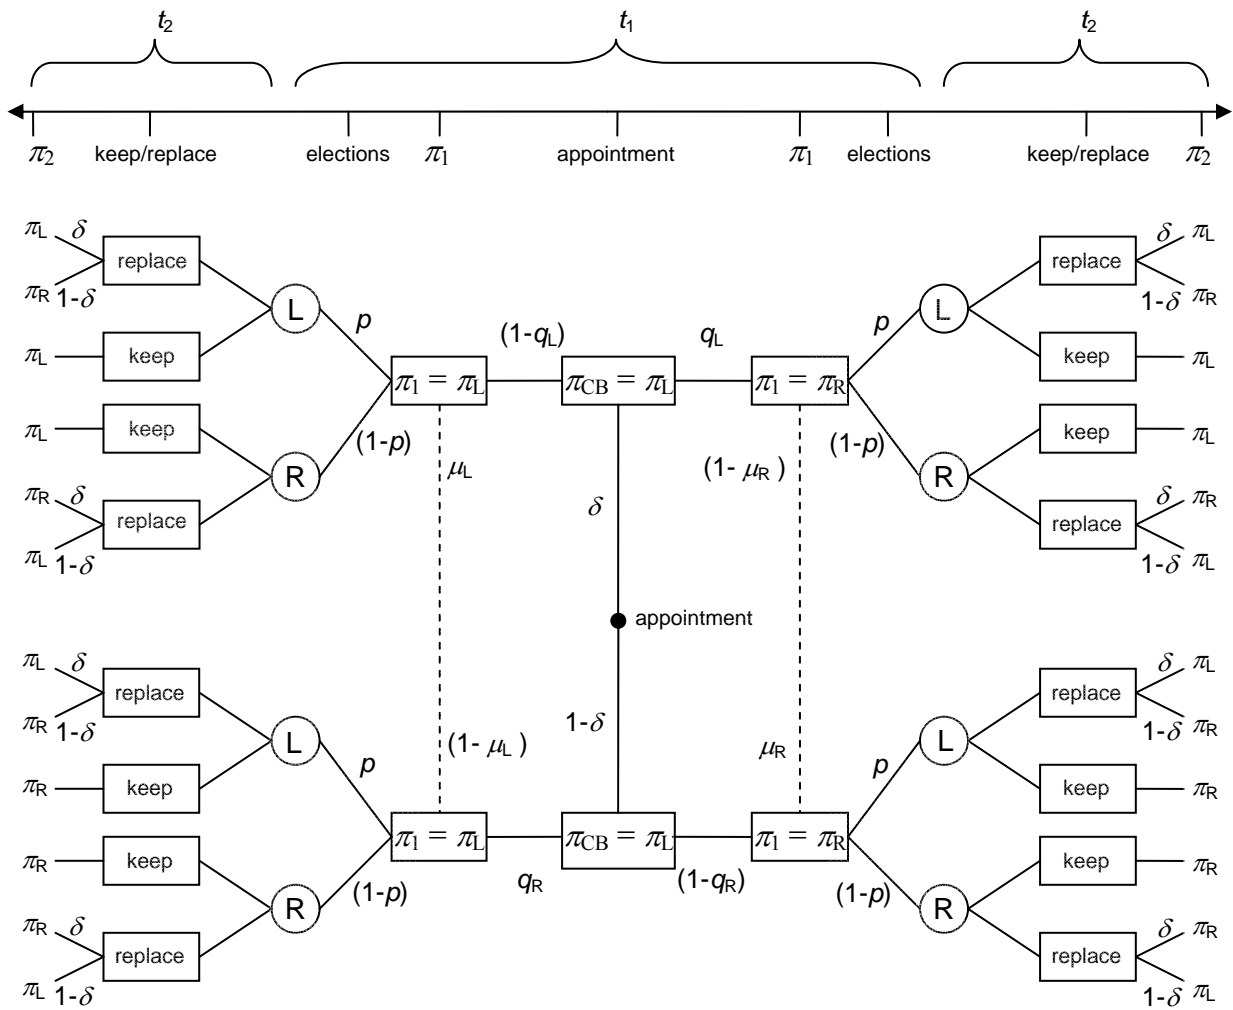 t2 t1 t2
π2 keep/replace elections π1 appointment π1 elections keep/replace π2
πL δ replace δ πL
πR 1-δ L p (1-qL) qL p L 1-δ πR
πL keep keep πL
π1 = πL πCB = πL π1 = πR
πL keep (1-p) (1-p) keep πL
μL (1- μR )
πR δ replace R δ R replace δ πR
πL 1-δ 1-δ πL
appointment
πL δ replace δ πL
πR 1-δ L p (1- μL ) 1-δ μR p L 1-δ πR
πR keep keep πR
π1 = πL πCB = πL π1 = πR
πR keep (1-p) qR (1-qR) (1-p) keep πR
R R
πR δ replace replace δ πR
πL 1-δ 1-δ πL